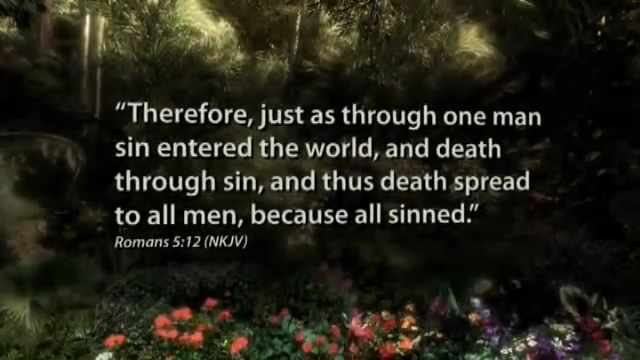 “Therefore, just as through one man
sin entered the world, and death
through sin, and thus death spread
to all men, because all sinned.”
Romans 5:12 (NKJV)